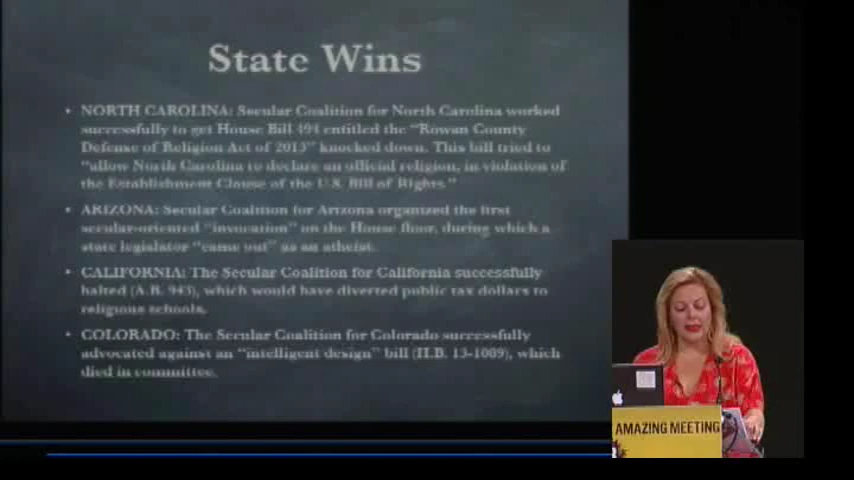 State Wins
• NORTH CAROLINA: Secular Coalition for North Carolina worked
successfully to get House Bill 494 entitled the "Rowan County
Defense of Religion Act of 2013" knocked down. This bill tried to
"allow North Carolina to declare an official religion, in violation of
the Establishment Clause of the U.S. Bill of Rights."
• ARIZONA: Secular Coalition for Arizona organized the first
secular-oriented "invocation" on the House floor, during which a
state legislator "came out" as an atheist.
• CALIFORNIA: The Secular Coalition for California successfully
halted (A.B. 943), which would have diverted public tax dollars to
religious schools.
• COLORADO: The Secular Coalition for Colorado successfully
advocated against an "intelligent design" bill (H.B. 13-1089), which
died in committee.
AMAZING MEETING